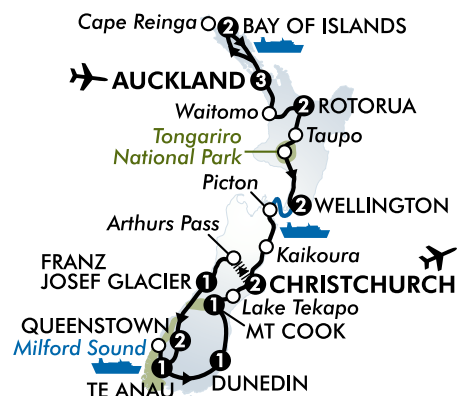 Cape Reinga
2 BAY OF ISLANDS
AUCKLAND 3
Waitomo
2 ROTORUA
Taupo
Tongariro
National Park
Picton
2 WELLINGTON
Arthurs Pass
Kaikoura
FRANZ
JOSEF GLACIER 1
2 CHRISTCHURCH
Lake Tekapo
1 MT COOK
QUEENSTOWN 2
Milford Sound
1 TE ANAU
1 DUNEDIN